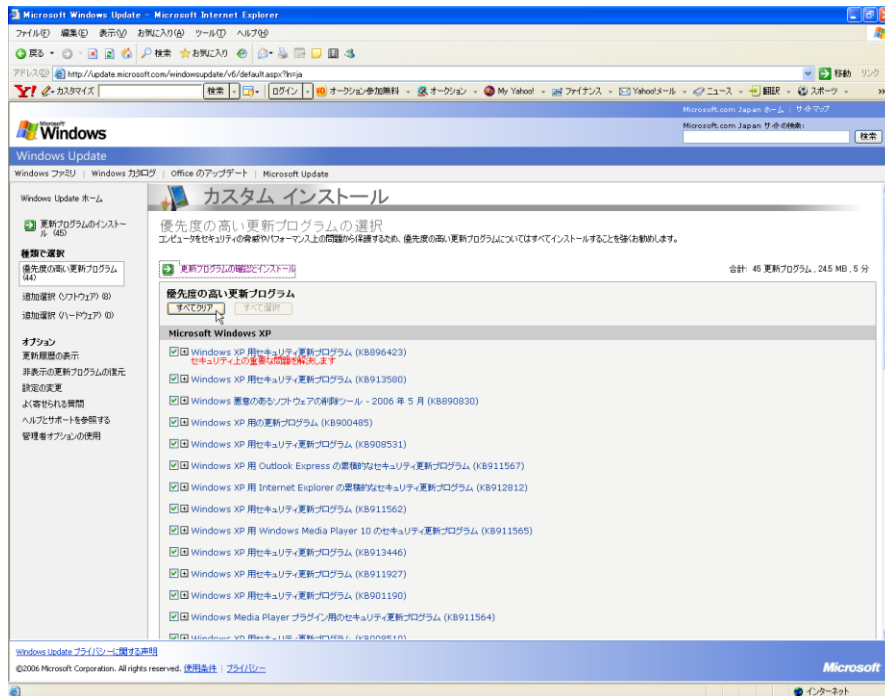 Microsoft Windows Update - Microsoft Internet Explorer
ファイル(F) 編集(E) 表示(V) お気に入り(A) ツール(T) ヘルプ(H)
戻る 検索 お気に入り
アドレス(D) http://update.microsoft.com/windowsupdate/v6/default.aspx?ln=ja 移動 リンク
Y! カスタマイズ 検索 ログイン オークション参加無料 オークション My Yahoo! ファイナンス Yahoo!メール ニュース 翻訳 スポーツ »
Microsoft.com Japan ホーム | サイトマップ
Microsoft Windows
Microsoft.com Japan サイトの検索:
検索
Windows Update
Windows ファミリ | Windows カタログ | Office のアップデート | Microsoft Update
Windows Update ホーム
更新プログラムのインストール (45)
種類で選択
優先度の高い更新プログラム (44)
追加選択 (ソフトウェア) (8)
追加選択 (ハードウェア) (0)
オプション
更新履歴の表示
非表示の更新プログラムの復元
設定の変更
よく寄せられる質問
ヘルプとサポートを参照する
管理者オプションの使用
カスタム インストール
優先度の高い更新プログラムの選択
コンピュータをセキュリティの脅威やパフォーマンス上の問題から保護するため、優先度の高い更新プログラムについてはすべてインストールすることを強くお勧めします。
更新プログラムの確認とインストール
合計: 45 更新プログラム , 24.5 MB , 5 分
優先度の高い更新プログラム
すべてクリア すべて選択
Microsoft Windows XP
Windows XP 用セキュリティ更新プログラム (KB896423)
セキュリティ上の重要な問題を解決します
Windows XP 用セキュリティ更新プログラム (KB913580)
Windows 悪意のあるソフトウェアの削除ツール - 2006 年 5 月 (KB890830)
Windows XP 用の更新プログラム (KB900485)
Windows XP 用セキュリティ更新プログラム (KB908531)
Windows XP 用 Outlook Express の累積的なセキュリティ更新プログラム (KB911567)
Windows XP 用 Internet Explorer の累積的なセキュリティ更新プログラム (KB912812)
Windows XP 用セキュリティ更新プログラム (KB911562)
Windows XP 用 Windows Media Player 10 のセキュリティ更新プログラム (KB911565)
Windows XP 用セキュリティ更新プログラム (KB913446)
Windows XP 用セキュリティ更新プログラム (KB911927)
Windows XP 用セキュリティ更新プログラム (KB901190)
Windows Media Player プラグイン用のセキュリティ更新プログラム (KB911564)
Windows XP 用セキュリティ更新プログラム
Windows Update プライバシーに関する声明
©2006 Microsoft Corporation. All rights reserved. 使用条件 | プライバシー
Microsoft
インターネット